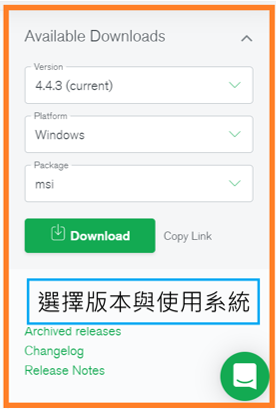 Available Downloads
Version
4.4.3 (current)
Platform
Windows
Package
msi
Download
Copy Link
選擇版本與使用系統
Archived releases
Changelog
Release Notes